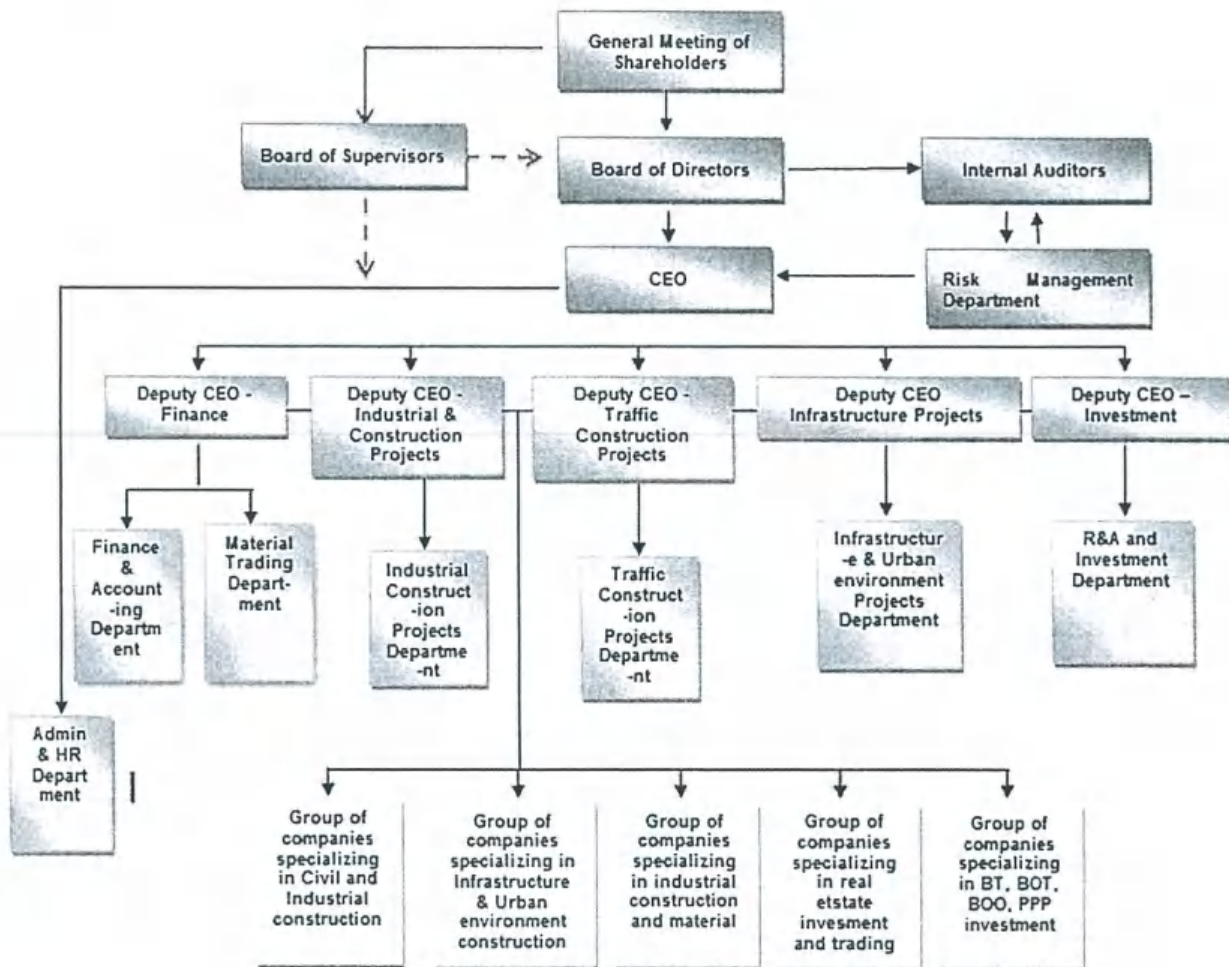 General Meeting of
Shareholders
Board of Supervisors
Board of Directors
Internal Auditors
CEO
Risk Management
Department
Deputy CEO -
Finance
Deputy CEO -
Industrial &
Construction
Projects
Deputy CEO -
Traffic
Construction
Projects
Deputy CEO
Infrastructure Projects
Deputy CEO –
Investment
Finance
&
Account
-ing
Departm
ent
Material
Trading
Depart-
ment
Industrial
Construct
-ion
Projects
Departme
-nt
Traffic
Construct
-ion
Projects
Departme
-nt
Infrastructur
-e & Urban
environment
Projects
Department
R&A and
Investment
Department
Admin
& HR
Depart
ment
Group of
companies
specializing
in Civil and
Industrial
construction
Group of
companies
specializing in
Infrastructure
& Urban
environment
construction
Group of
companies
specializing
in industrial
construction
and material
Group of
companies
specializing
in real
etstate
invesment
and trading
Group of
companies
specializing
in BT, BOT,
BOO, PPP
investment